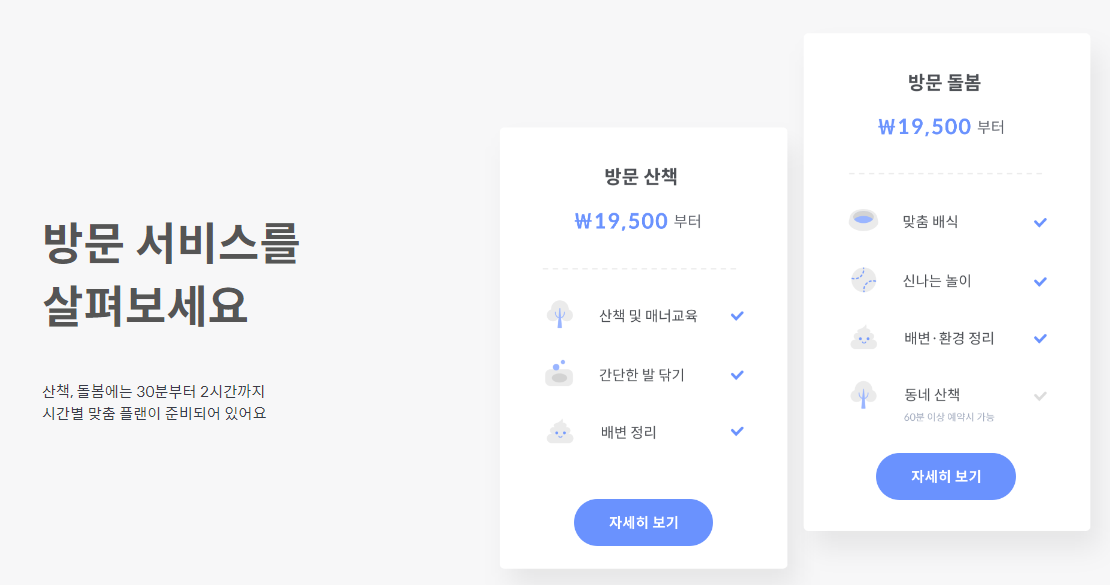 방문 서비스를
살펴보세요
산책, 돌봄에는 30분부터 2시간까지
시간별 맞춤 플랜이 준비되어 있어요
방문 산책
₩19,500 부터
산책 및 매너교육
간단한 발 닦기
배변 정리
자세히 보기
방문 돌봄
₩19,500 부터
맞춤 배식
신나는 놀이
배변·환경 정리
동네 산책
60분 이상 예약시 가능
자세히 보기